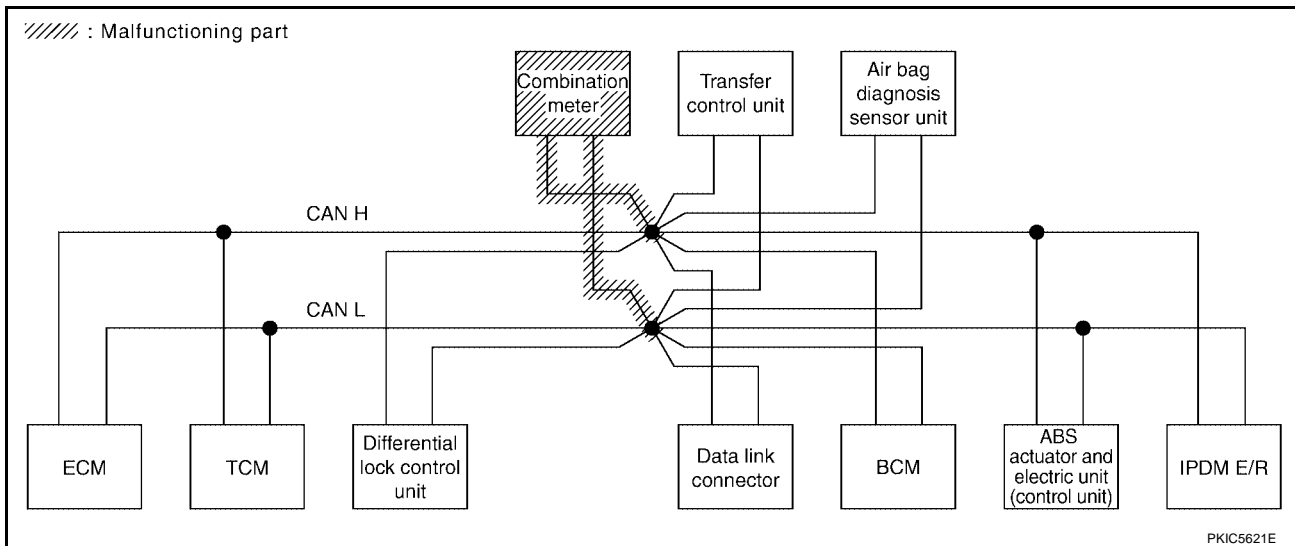 : Malfunctioning part
Combination
meter
Transfer
control unit
Air bag
diagnosis
sensor unit
CAN H
CAN L
ECM
TCM
Differential
lock control
unit
Data link
connector
BCM
ABS
actuator and
electric unit
(control unit)
IPDM E/R
PKIC5621E